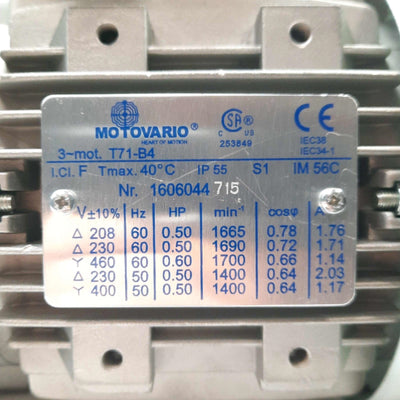 MOTOVARIO®
HEART OF MOTION
C US
253849
IEC38
IEC34-1
3~mot. T71-B4
I.Cl. F Tmax. 40°C IP 55 S1 IM 56C
Nr. 1606044 715
V±10% Hz HP min⁻¹ cosφ A
Δ 208 60 0.50 1665 0.78 1.76
Δ 230 60 0.50 1690 0.72 1.71
Y 460 60 0.50 1700 0.66 1.14
Δ 230 50 0.50 1400 0.64 2.03
Y 400 50 0.50 1400 0.64 1.17